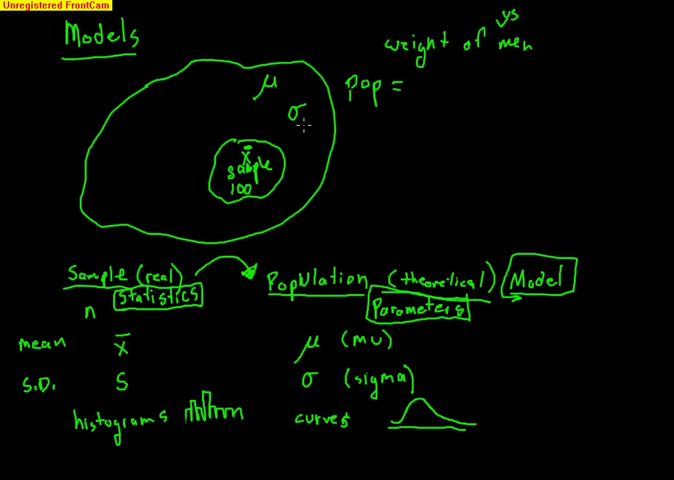 Unregistered FrontCam
Models
US
weight of men
μ
pop =
σ
x̄
sample
100
Sample (real)
Population (theoretical) Model
Statistics
Parameters
n
mean x̄ μ (mu)
S.D. S σ (sigma)
histograms curves